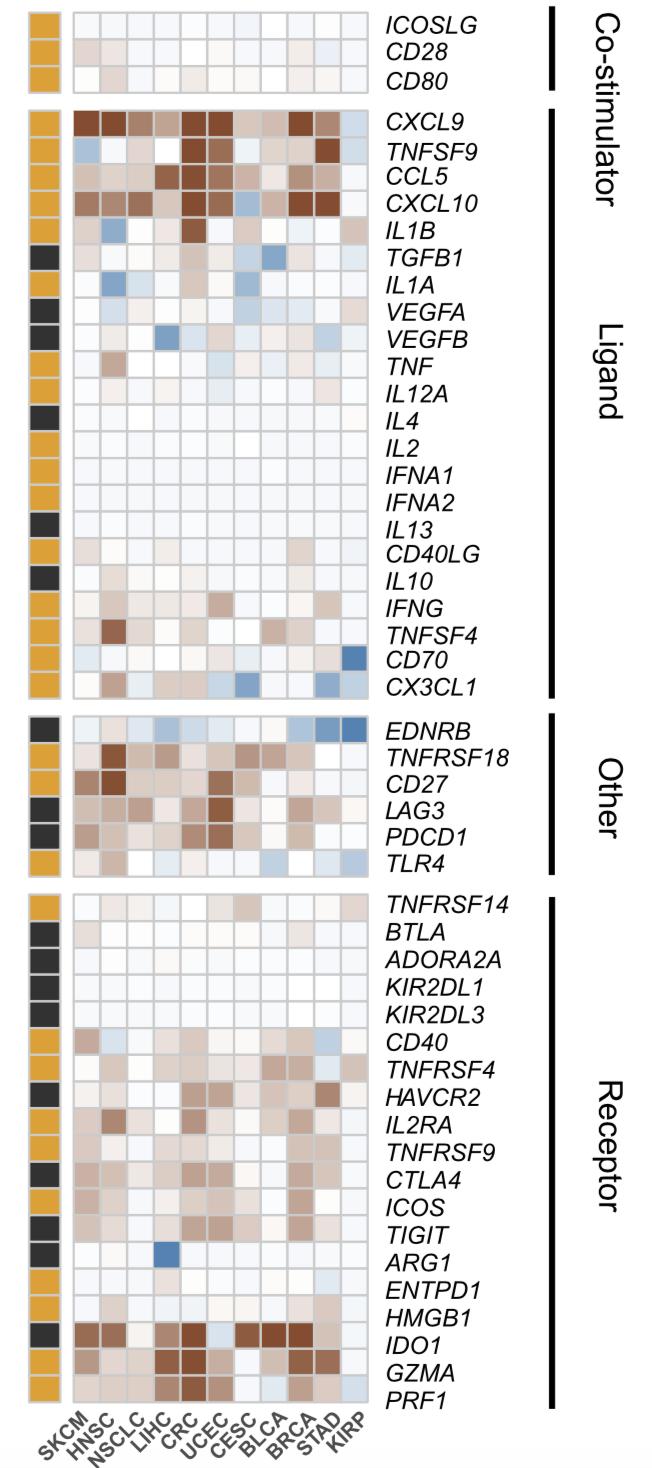 ICOSLG
CD28
CD80
Co-stimulator
CXCL9
TNFSF9
CCL5
CXCL10
IL1B
TGFB1
IL1A
VEGFA
VEGFB
TNF
IL12A
IL4
IL2
IFNA1
IFNA2
IL13
CD40LG
IL10
IFNG
TNFSF4
CD70
CX3CL1
Ligand
EDNRB
TNFRSF18
CD27
LAG3
PDCD1
TLR4
Other
TNFRSF14
BTLA
ADORA2A
KIR2DL1
KIR2DL3
CD40
TNFRSF4
HAVCR2
IL2RA
TNFRSF9
CTLA4
ICOS
TIGIT
ARG1
ENTPD1
HMGB1
IDO1
GZMA
PRF1
Receptor
SKCM
HNSC
NSCLC
LIHC
CRC
UCEC
CESC
BLCA
BRCA
STAD
KIRP